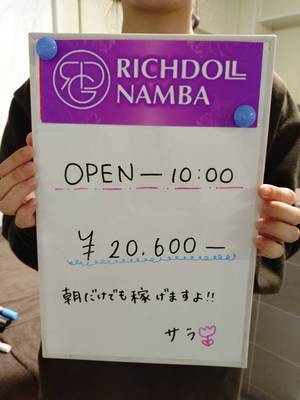 RICHDOLL
NAMBA
OPEN — 10:00
¥ 20,600 —
朝だけでも稼げますよ!!
サラ